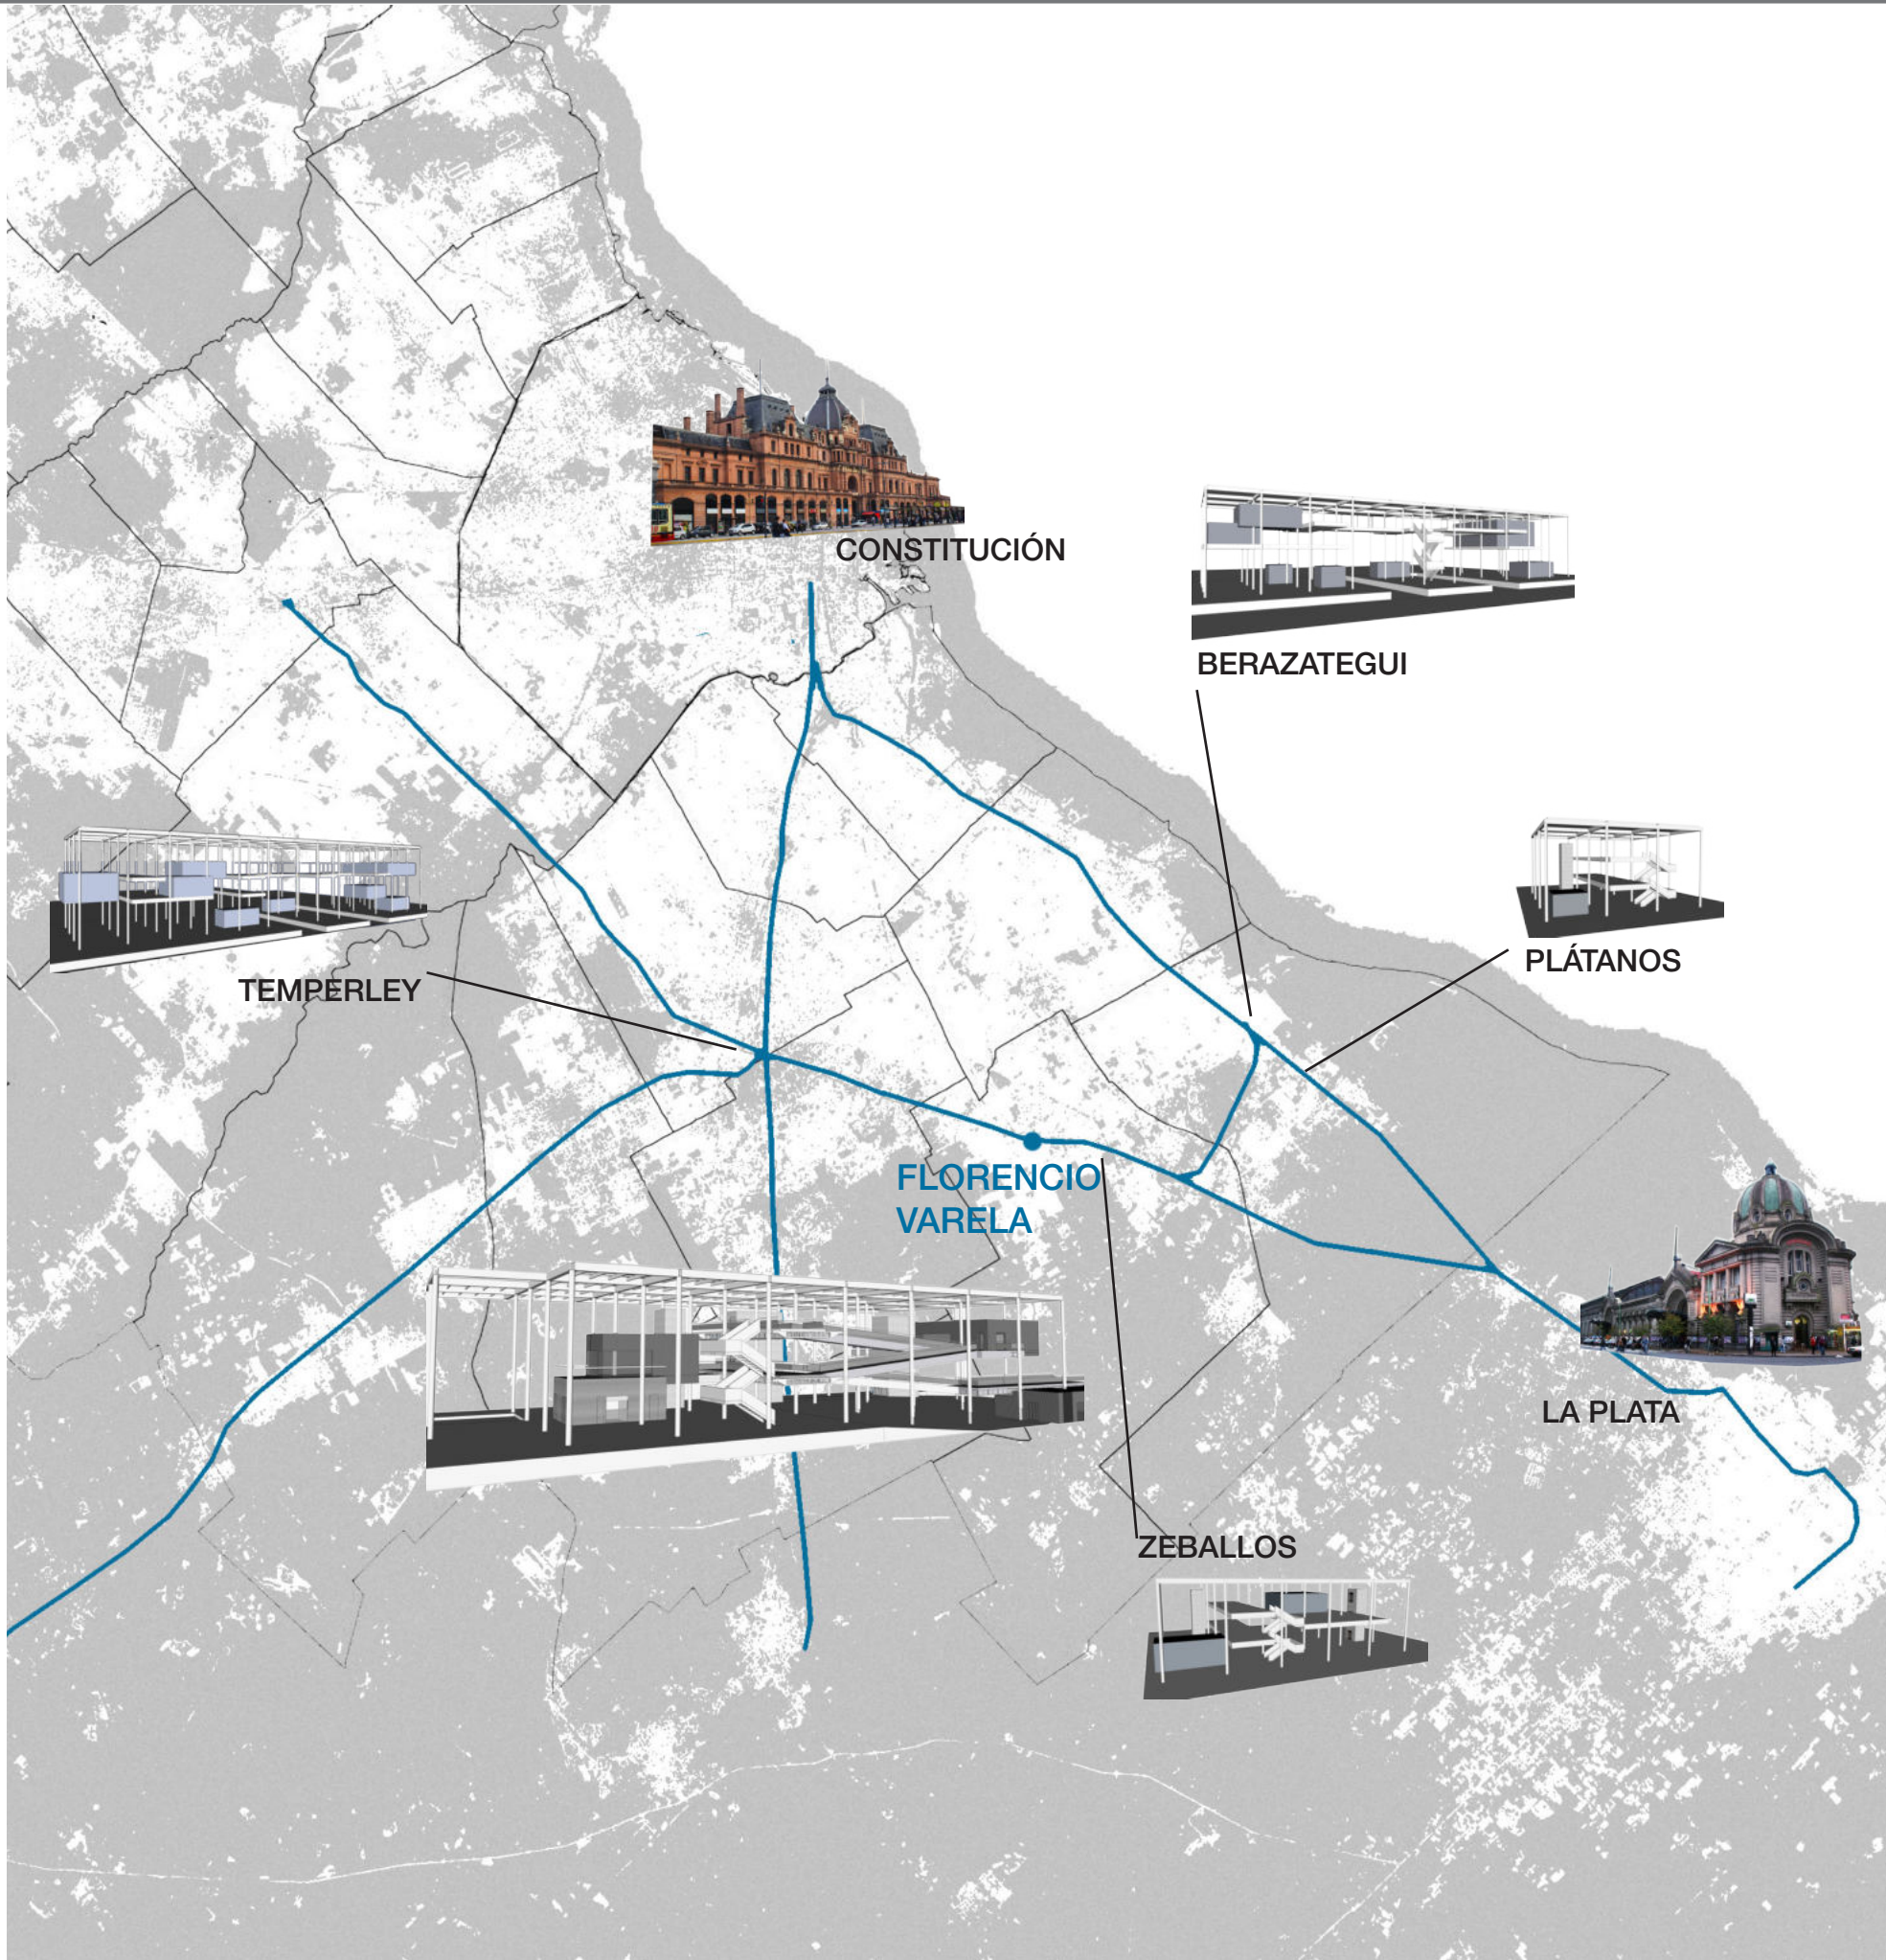 CONSTITUCIÓN
BERAZATEGUI
PLÁTANOS
TEMPERLEY
FLORENCIO
VARELA
LA PLATA
ZEBALLOS